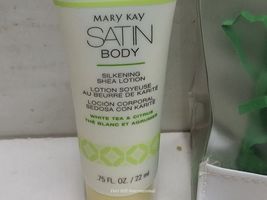 MARY KAY
SATIN
BODY
SILKENING
SHEA LOTION
LOTION SOYEUSE
AU BEURRE DE KARITÉ
LOCIÓN CORPORAL
SEDOSA CON KARITÉ
WHITE TEA & CITRUS
THÉ BLANC ET AGRUMES
.75 FL. OZ. / 22 mL